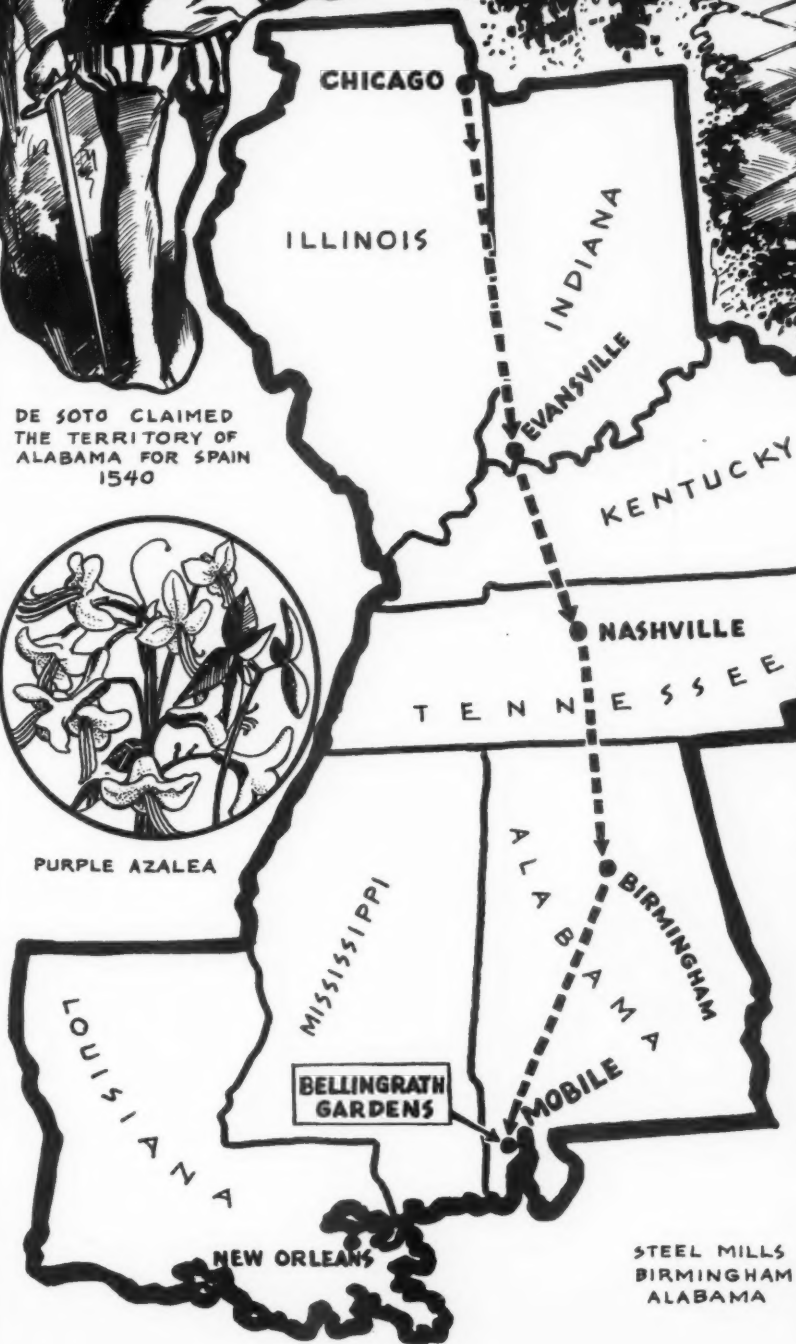 CHICAGO
ILLINOIS
INDIANA
EVANSVILLE
DE SOTO CLAIMED
THE TERRITORY OF
ALABAMA FOR SPAIN
1540
KENTUCKY
NASHVILLE
TENNESSEE
PURPLE AZALEA
ALABAMA
BIRMINGHAM
MISSISSIPPI
LOUISIANA
BELLINGRATH
GARDENS
MOBILE
NEW ORLEANS
STEEL MILLS
BIRMINGHAM
ALABAMA